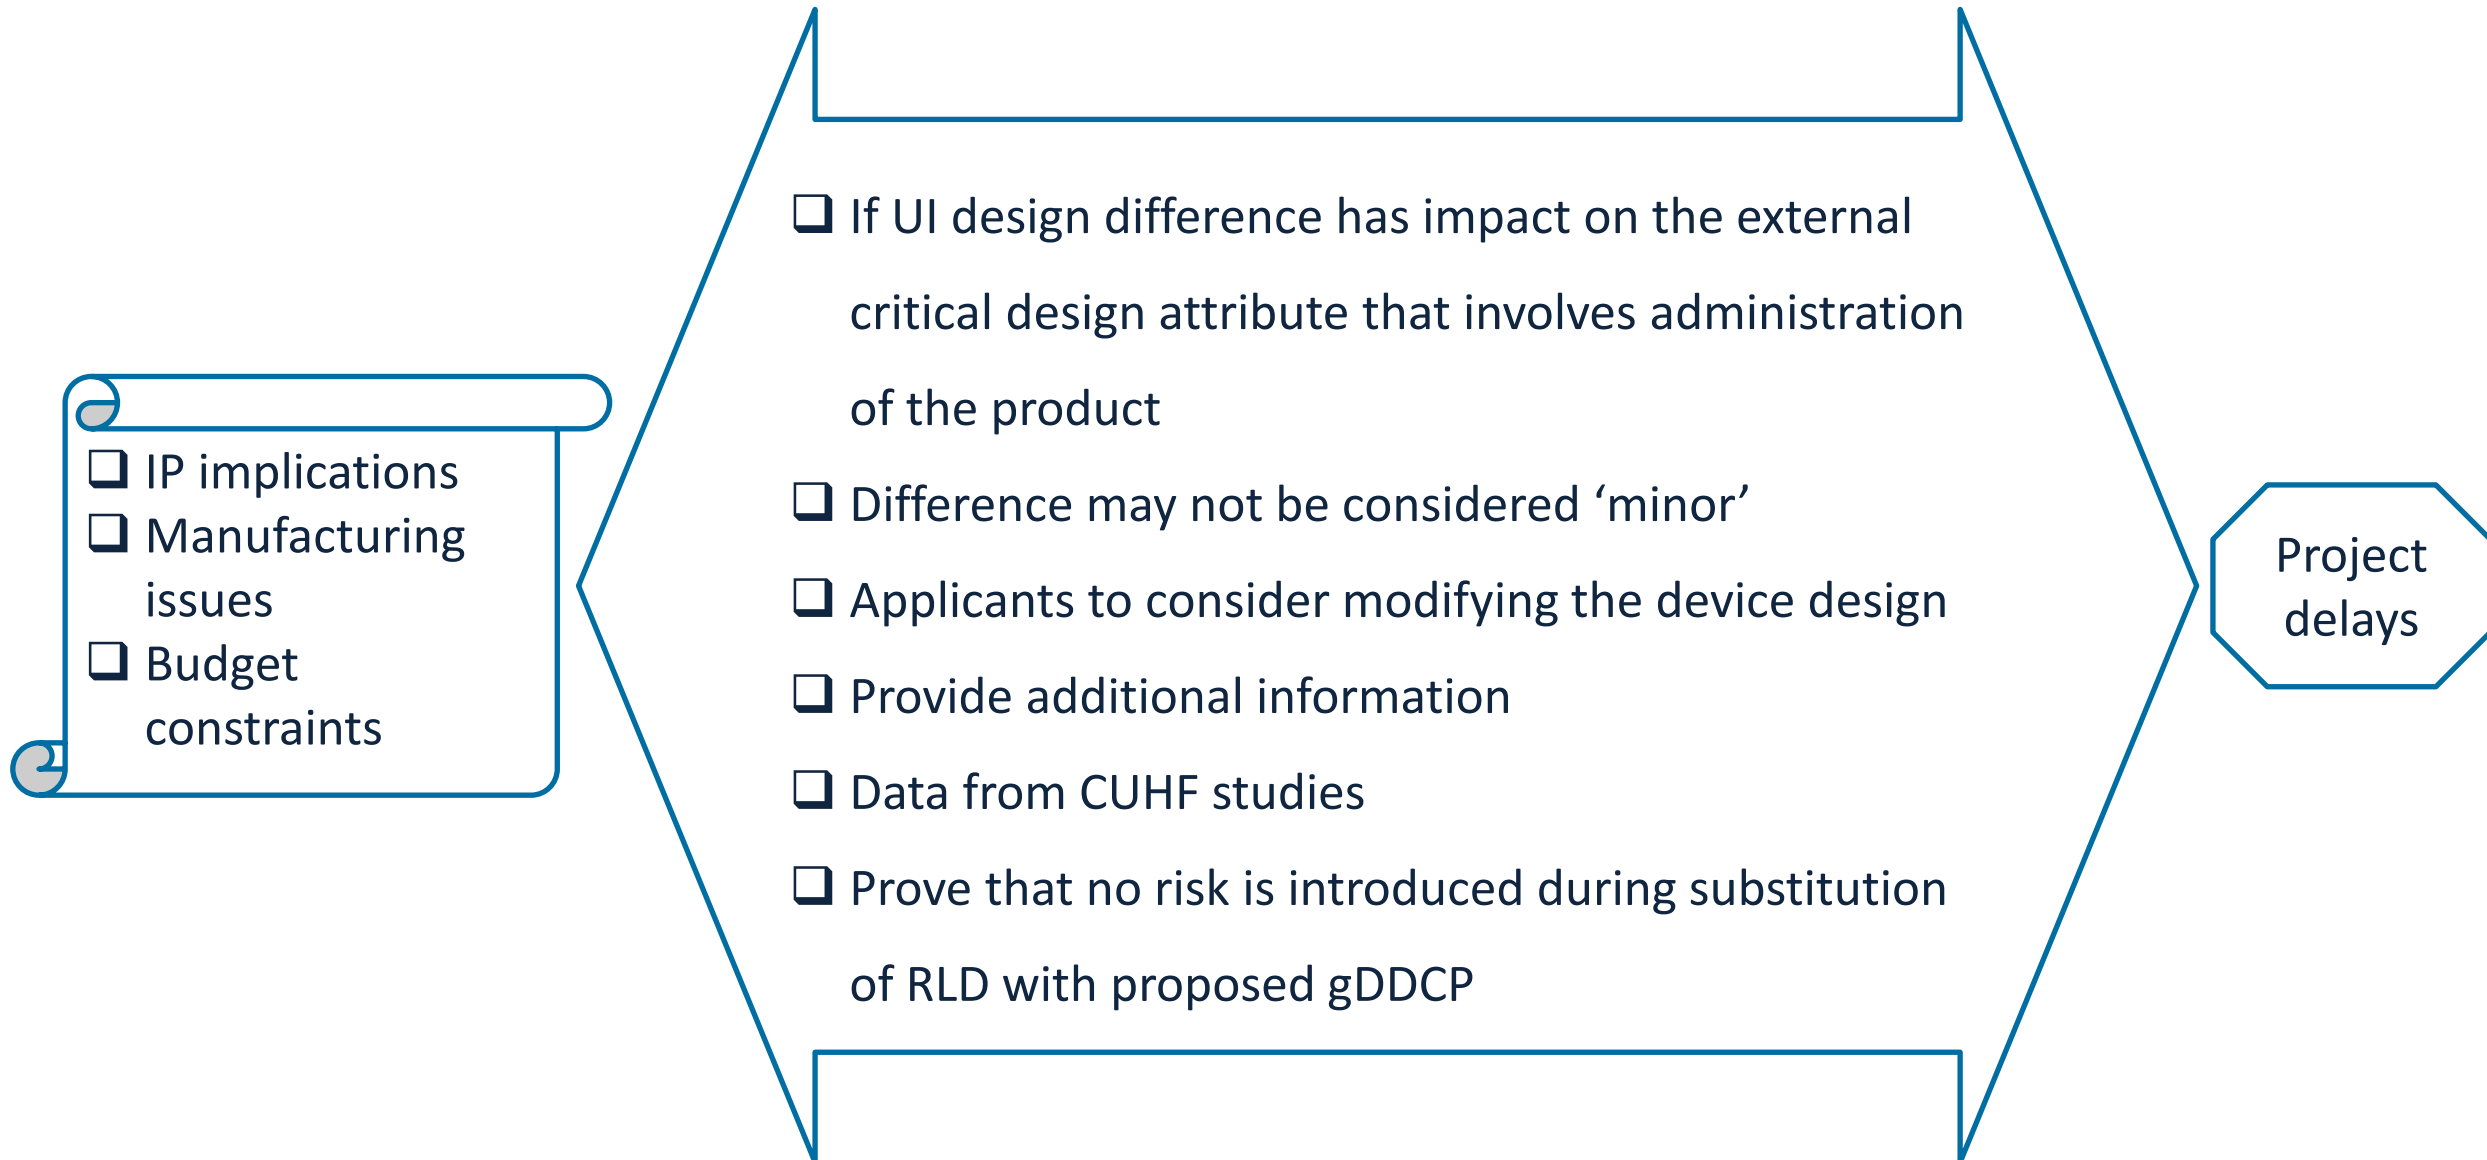 IP implications
Manufacturing
issues
Budget
constraints
If UI design difference has impact on the external
critical design attribute that involves administration
of the product
Difference may not be considered ‘minor’
Applicants to consider modifying the device design
Provide additional information
Data from CUHF studies
Prove that no risk is introduced during substitution
of RLD with proposed gDDCP
Project
delays